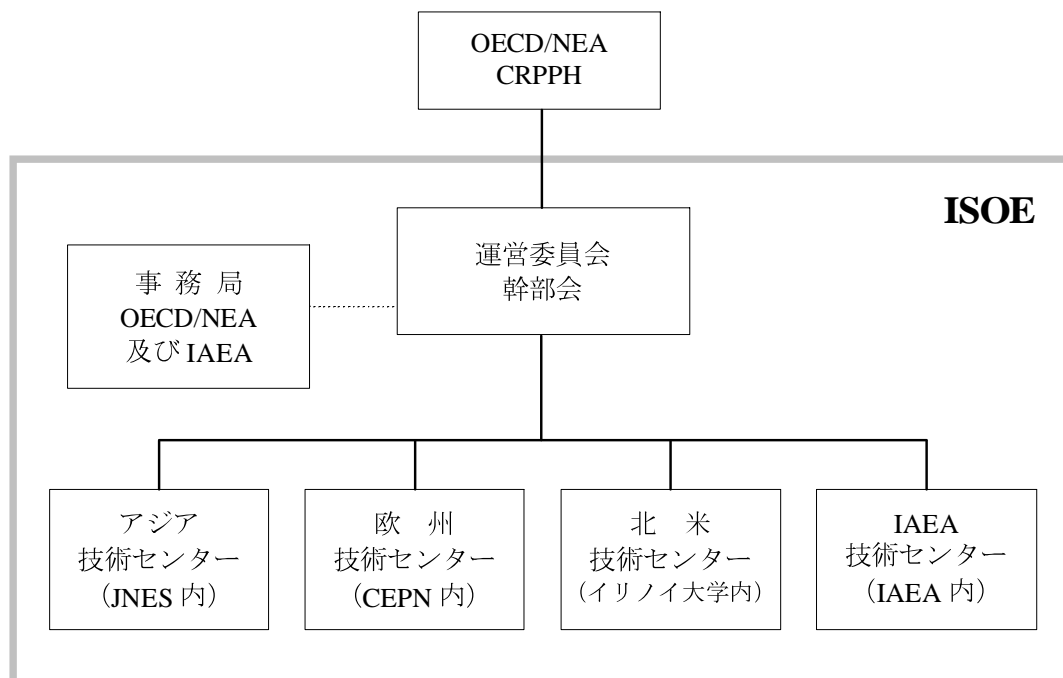 OECD/NEA
CRPPH
ISOE
運営委員会
幹部会
事 務 局
OECD/NEA
及び IAEA
アジア
技術センター
（JNES 内）
欧 州
技術センター
（CEPN 内）
北 米
技術センター
（イリノイ大学内）
IAEA
技術センター
（IAEA 内）